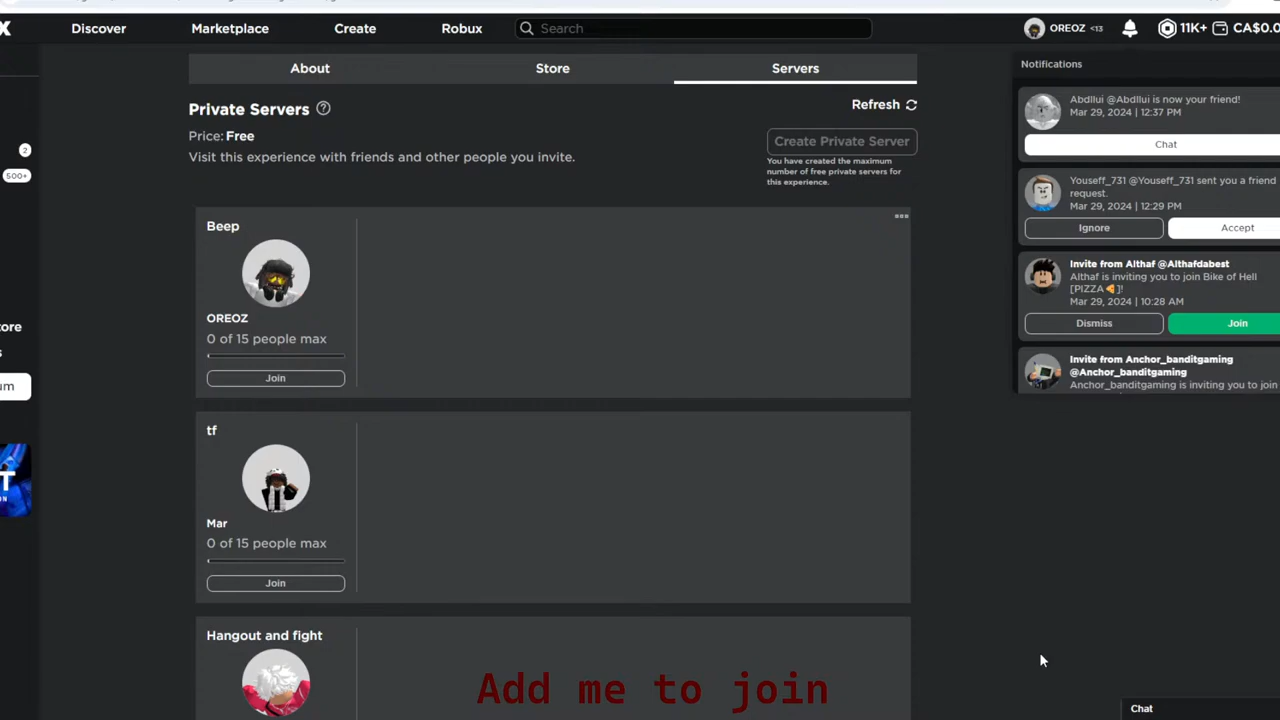 X
Discover
Marketplace
Create
Robux
Search
OREOZ <13
11K+
CA$0.0
2
500+
tore
s
um
T
ON
About
Store
Servers
Private Servers ?
Refresh
Price: Free
Visit this experience with friends and other people you invite.
Create Private Server
You have created the maximum
number of free private servers for
this experience.
Beep
OREOZ
0 of 15 people max
Join
tf
Mar
0 of 15 people max
Join
Hangout and fight
Add me to join
Notifications
Abdllui @Abdllui is now your friend!
Mar 29, 2024 | 12:37 PM
Chat
Youseff_731 @Youseff_731 sent you a friend
request.
Mar 29, 2024 | 12:29 PM
Ignore
Accept
Invite from Althaf @Althafdabest
Althaf is inviting you to join Bike of Hell
[PIZZA🍕]!
Mar 29, 2024 | 10:28 AM
Dismiss
Join
Invite from Anchor_banditgaming
@Anchor_banditgaming
Anchor_banditgaming is inviting you to join
Chat